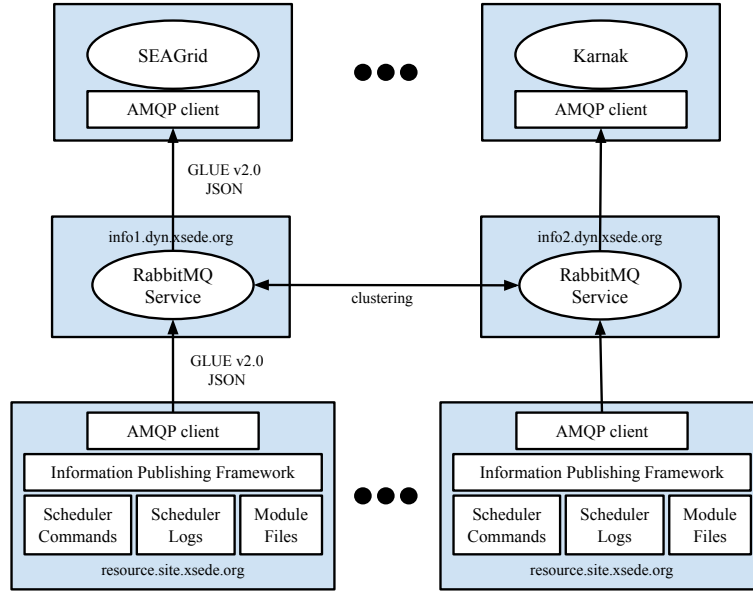 SEAGrid
Karnak
AMQP client
AMQP client
GLUE v2.0
JSON
info1.dyn.xsede.org
info2.dyn.xsede.org
RabbitMQ
Service
RabbitMQ
Service
clustering
GLUE v2.0
JSON
AMQP client
AMQP client
Information Publishing Framework
Information Publishing Framework
Scheduler
Commands
Scheduler
Logs
Module
Files
Scheduler
Commands
Scheduler
Logs
Module
Files
resource.site.xsede.org
resource.site.xsede.org